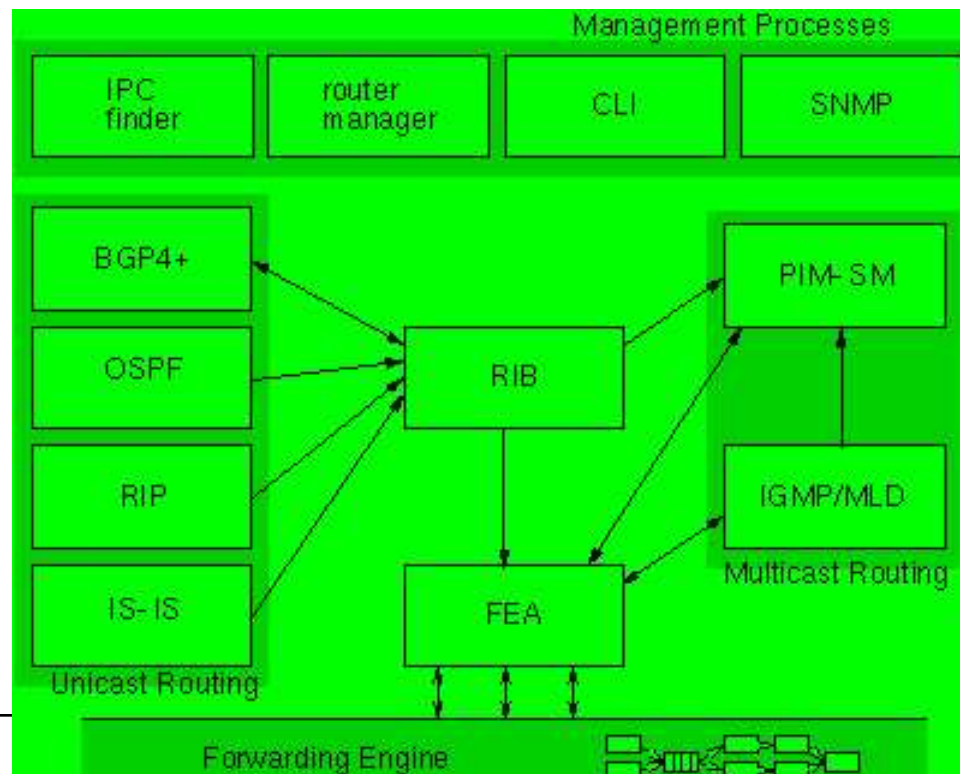 Management Processes
IPC
finder
router
manager
CLI
SNMP
BGP4+
OSPF
RIP
IS-IS
Unicast Routing
RIB
FEA
PIM-SM
IGMP/MLD
Multicast Routing
Forwarding Engine